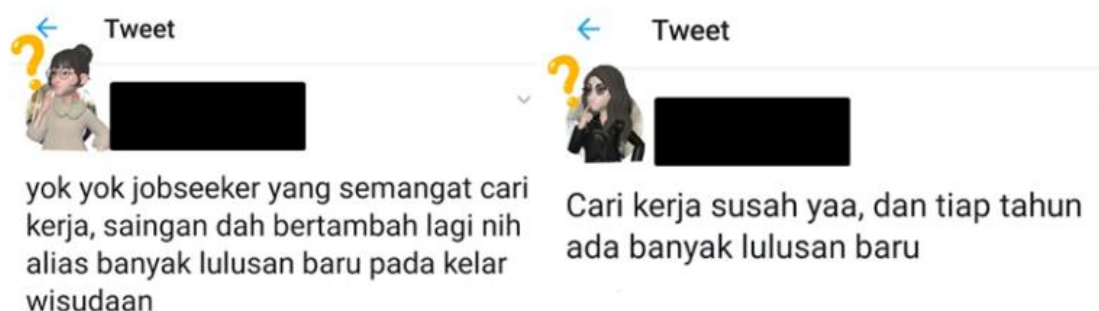 Tweet
yok yok jobseeker yang semangat cari
kerja, saingan dah bertambah lagi nih
alias banyak lulusan baru pada kelar
wisudaan
Tweet
Cari kerja susah yaa, dan tiap tahun
ada banyak lulusan baru